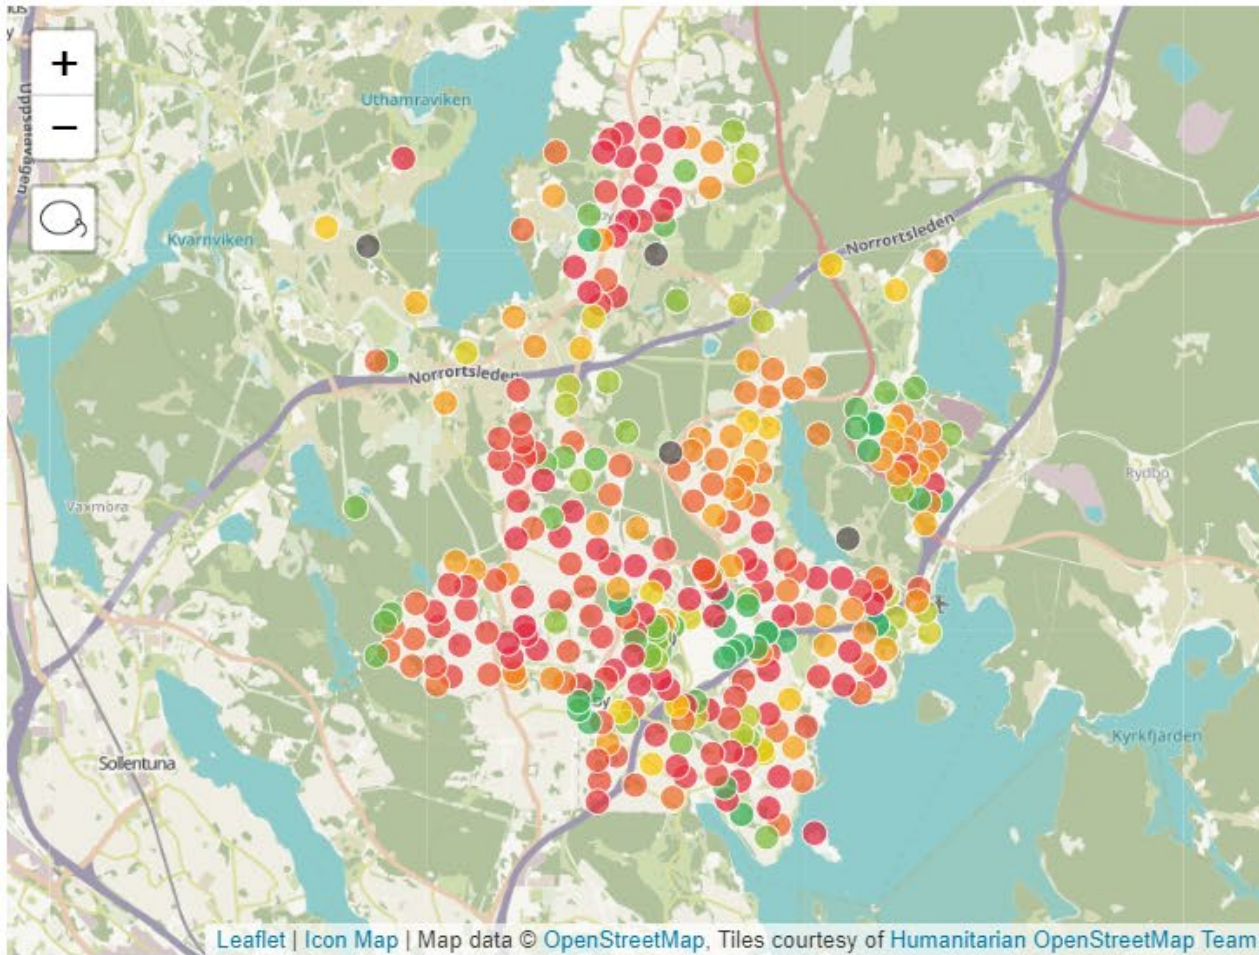 +
Uthamraviken
−
Uppsalavägen
Kvarnviken
Norrortsleden
Norrortsleden
Rydbo
Växmora
Kyrkfjärden
Sollentuna
Leaflet | Icon Map | Map data © OpenStreetMap, Tiles courtesy of Humanitarian OpenStreetMap Team